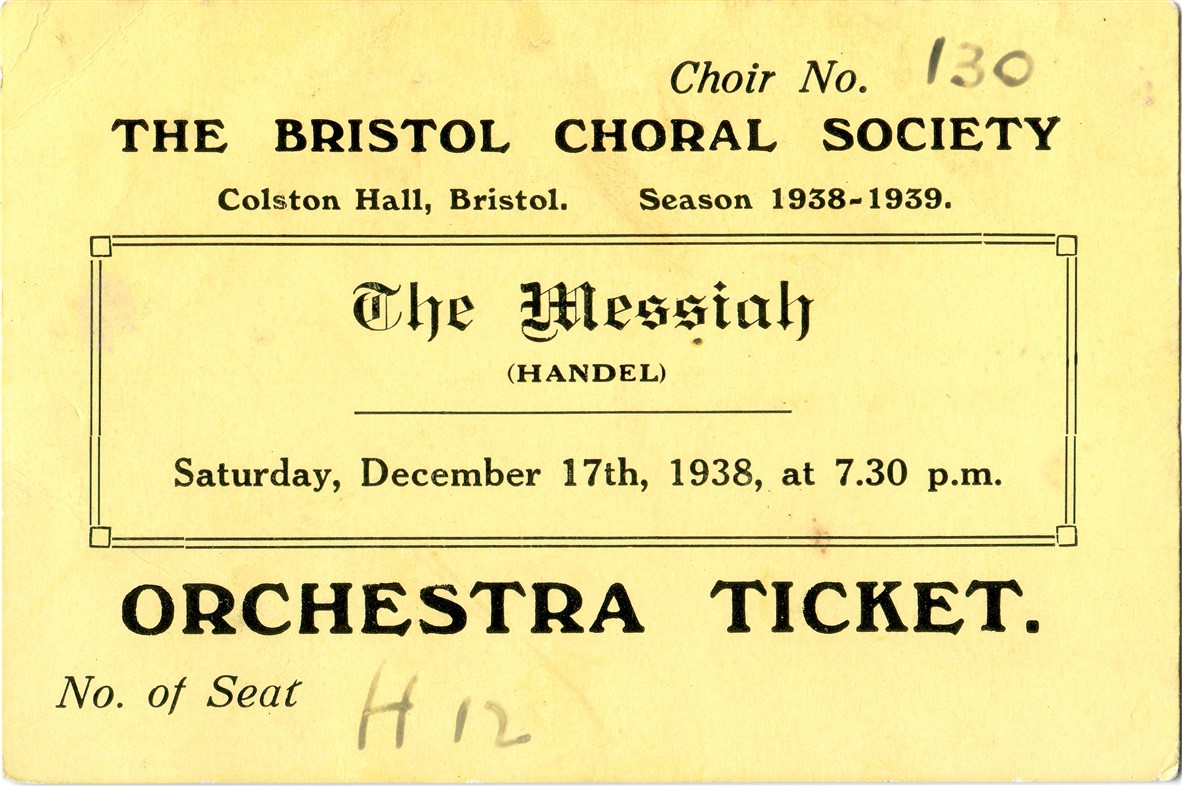 Choir No. 130
THE BRISTOL CHORAL SOCIETY
Colston Hall, Bristol. Season 1938-1939.
The Messiah
(HANDEL)
Saturday, December 17th, 1938, at 7.30 p.m.
ORCHESTRA TICKET.
No. of Seat H 12